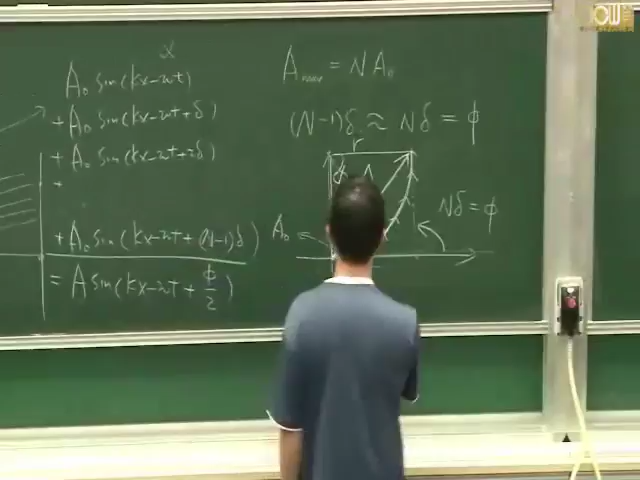 α
A₀ sin(kx-ωt)
+ A₀ sin(kx-ωt+δ)
+ A₀ sin(kx-ωt+2δ)
+
+ A₀ sin(kx-ωt+(N-1)δ)
= A sin(kx-ωt+ϕ/2)
A max = N A₀
(N-1)δ ≈ Nδ = ϕ
r
ϕ A
Nδ = ϕ
A₀